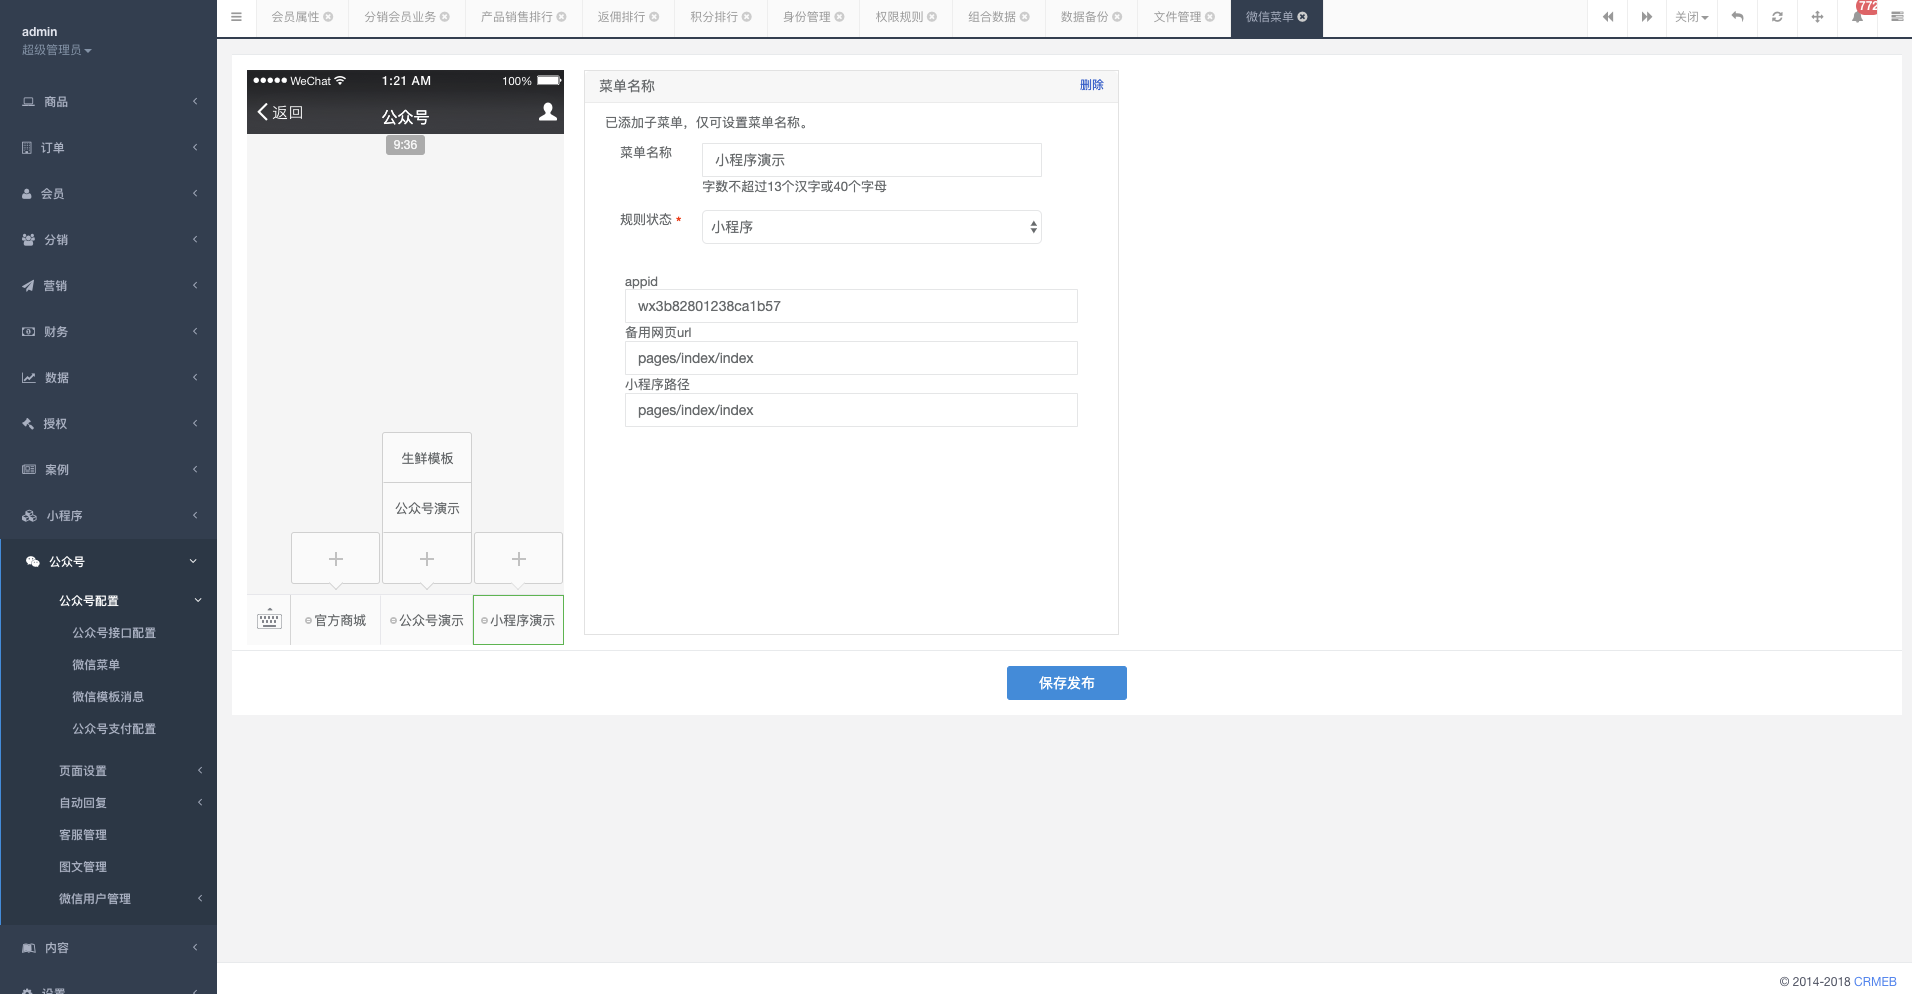 admin
超级管理员
商品
订单
会员
分销
营销
财务
数据
授权
案例
小程序
公众号
公众号配置
公众号接口配置
微信菜单
微信模板消息
公众号支付配置
页面设置
自动回复
客服管理
图文管理
微信用户管理
内容
设置
会员属性
分销会员业务
产品销售排行
返佣排行
积分排行
身份管理
权限规则
组合数据
数据备份
文件管理
微信菜单
关闭
772
WeChat 1:21 AM 100%
返回 公众号
9:36
生鲜模板
公众号演示
官方商城 公众号演示 小程序演示
菜单名称 删除
已添加子菜单，仅可设置菜单名称。
菜单名称 小程序演示
字数不超过13个汉字或40个字母
规则状态 * 小程序
appid
wx3b82801238ca1b57
备用网页url
pages/index/index
小程序路径
pages/index/index
保存发布
© 2014-2018 CRMEB